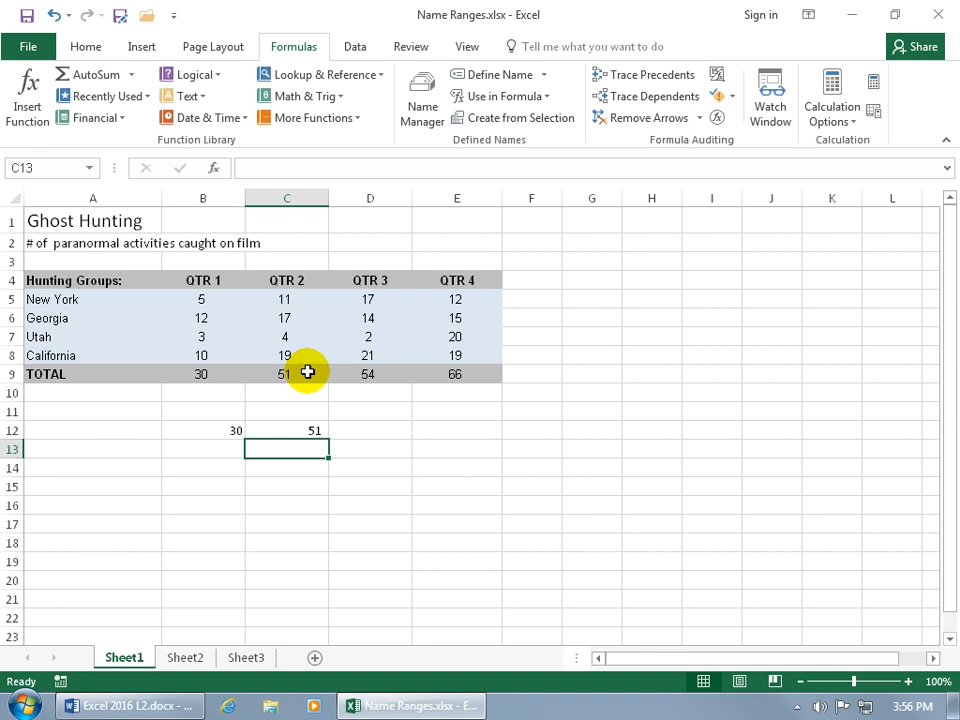 Name Ranges.xlsx - Excel
Sign in
File Home Insert Page Layout Formulas Data Review View Tell me what you want to do Share
Insert Function
AutoSum
Recently Used
Financial
Logical
Text
Date & Time
Lookup & Reference
Math & Trig
More Functions
Function Library
Name Manager
Define Name
Use in Formula
Create from Selection
Defined Names
Trace Precedents
Trace Dependents
Remove Arrows
Formula Auditing
Watch Window
Calculation Options
Calculation
C13 fx
A B C D E F G H I J K L
1 Ghost Hunting
2 # of paranormal activities caught on film
3
4 Hunting Groups: QTR 1 QTR 2 QTR 3 QTR 4
5 New York 5 11 17 12
6 Georgia 12 17 14 15
7 Utah 3 4 2 20
8 California 10 19 21 19
9 TOTAL 30 51 54 66
10
11
12 30 51
13
14
15
16
17
18
19
20
21
22
23
Sheet1 Sheet2 Sheet3
Ready 100%
Excel 2016 L2.docx - ... Name Ranges.xlsx - E... 3:56 PM